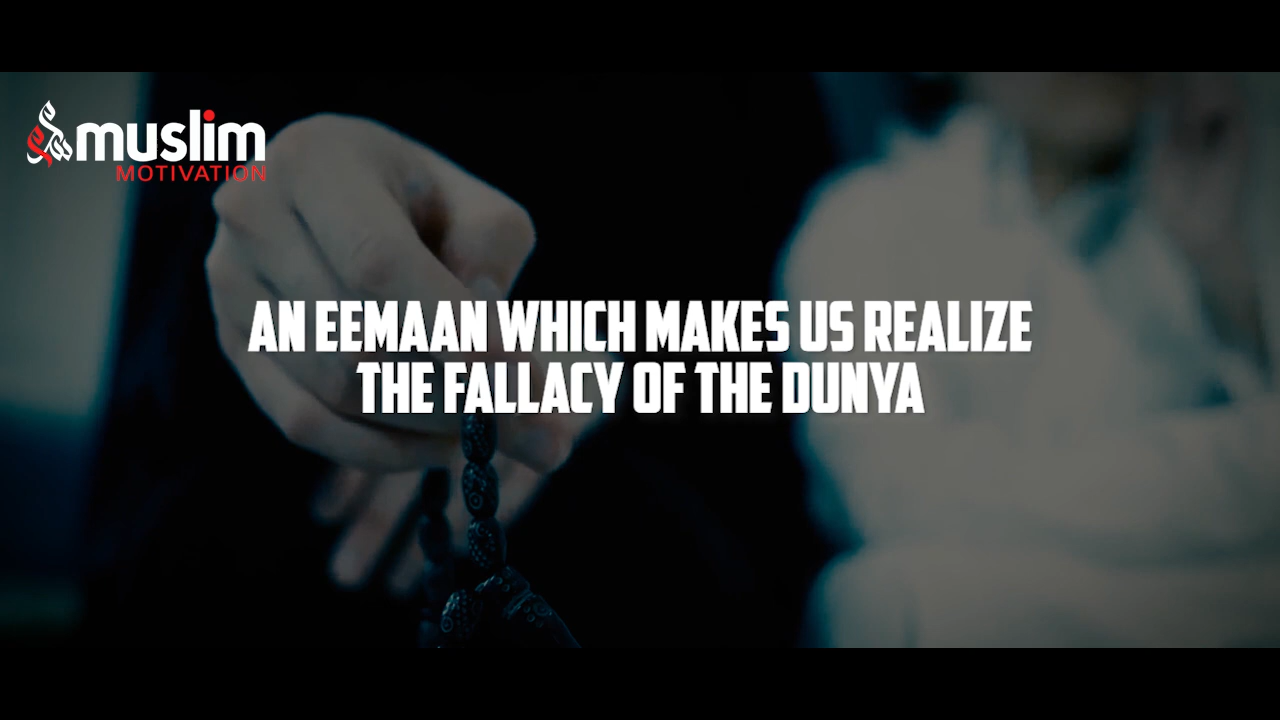 muslim
MOTIVATION
AN EEMAAN WHICH MAKES US REALIZE
THE FALLACY OF THE DUNYA